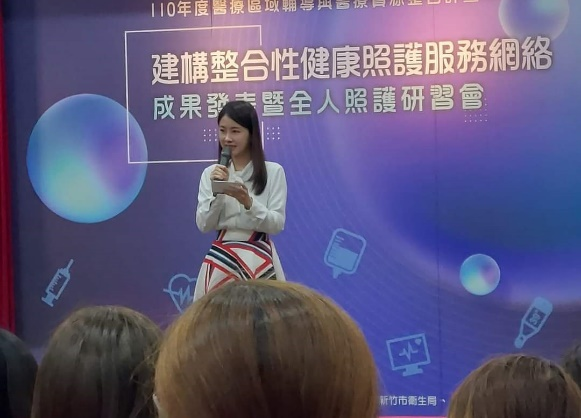 110年度醫療區域輔導與醫療資源整合計畫
建構整合性健康照護服務網絡
成果發表暨全人照護研習會
新竹市衛生局、